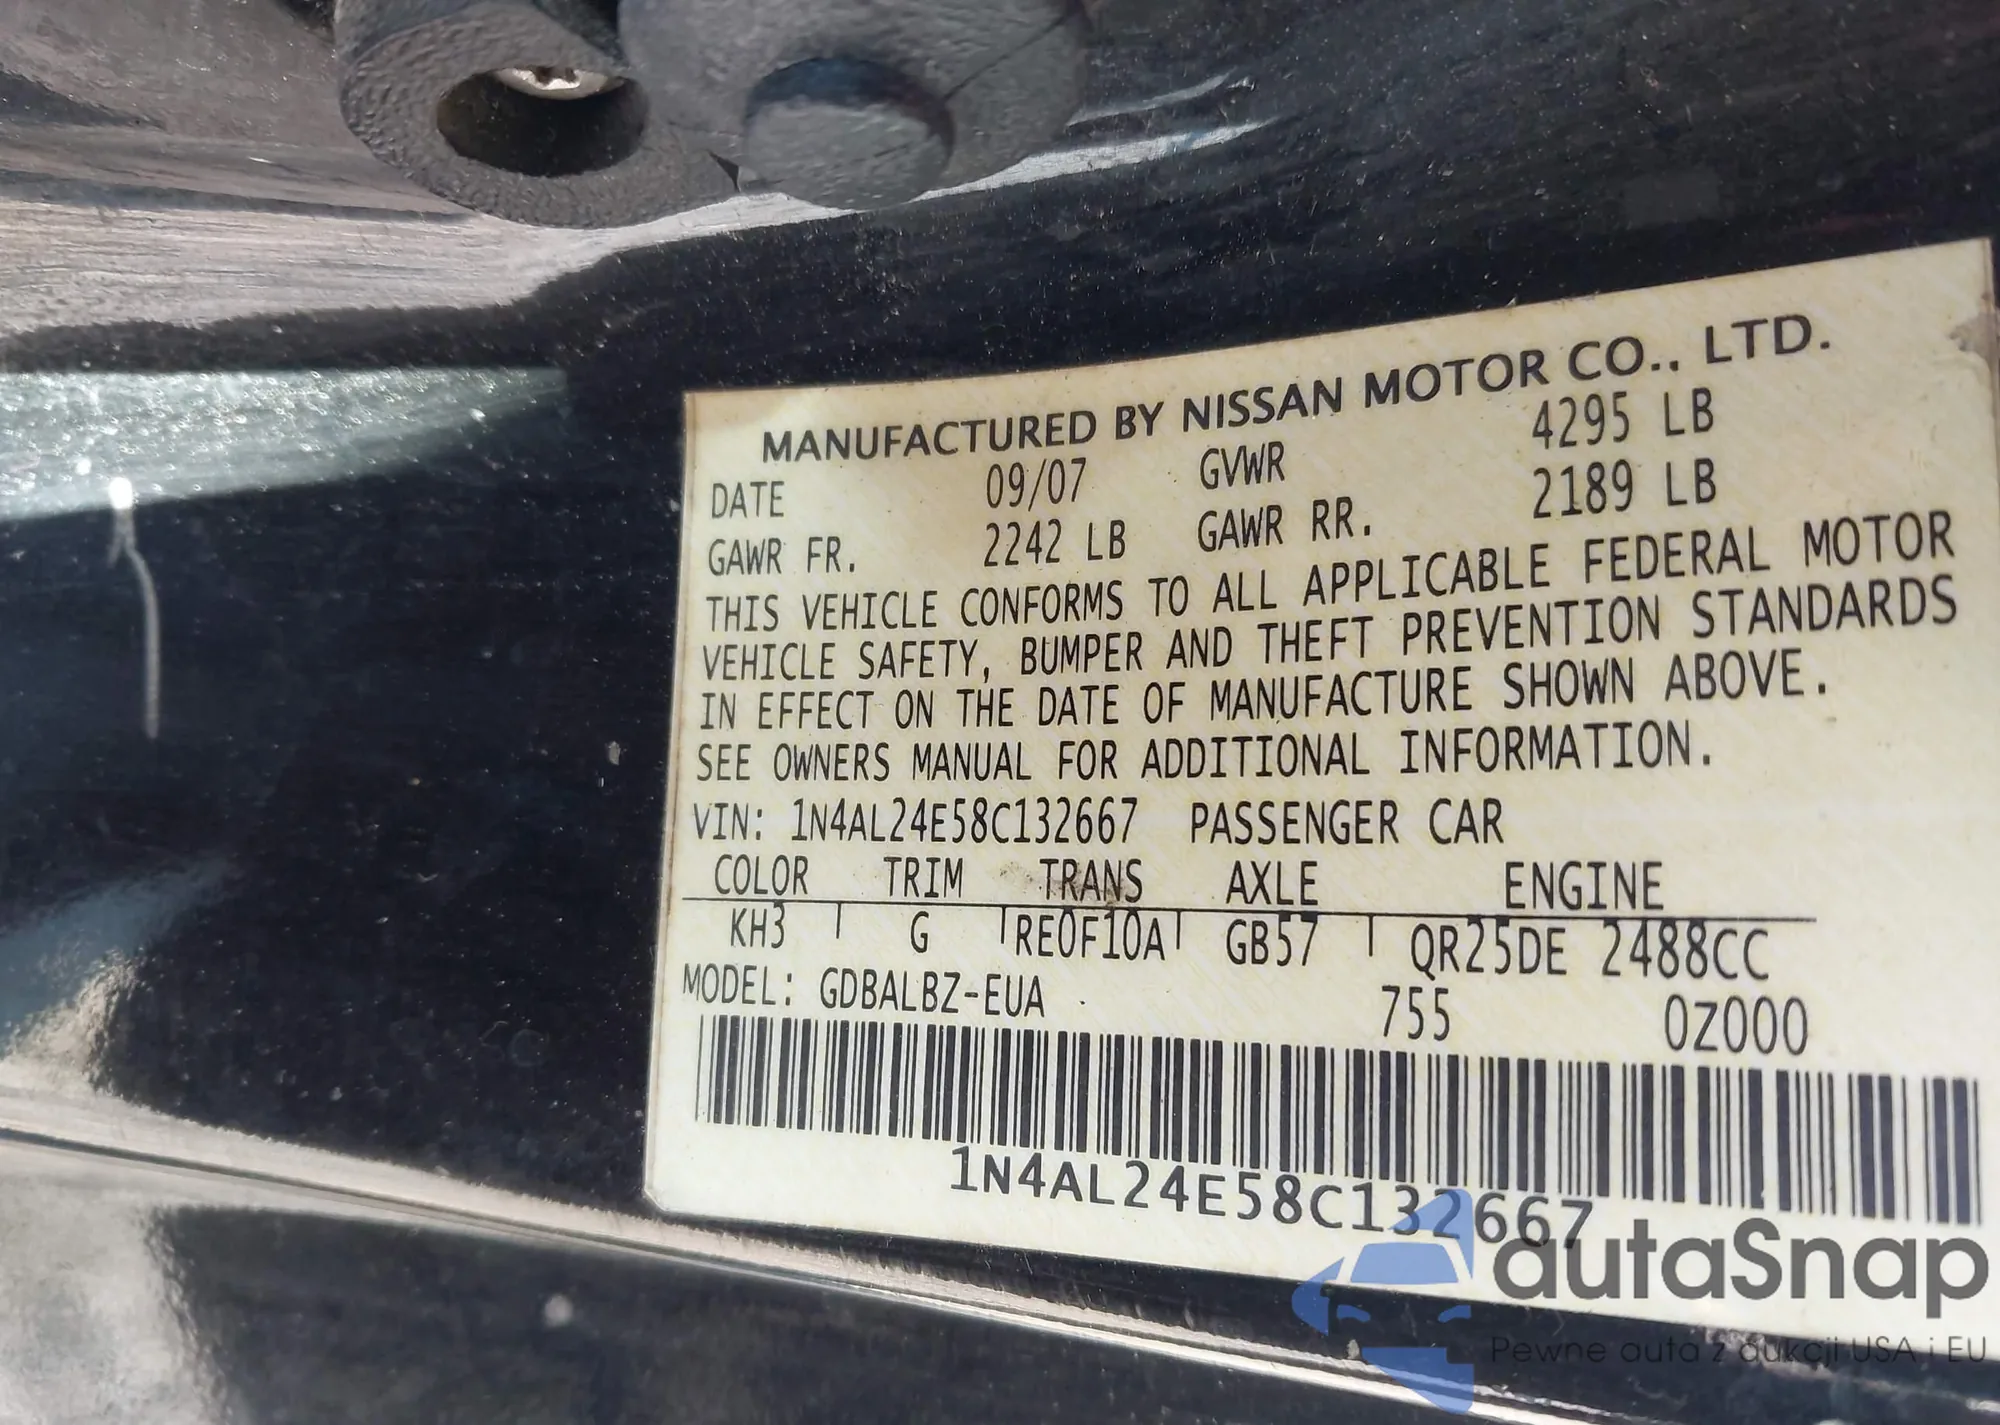 MANUFACTURED BY NISSAN MOTOR CO., LTD.
DATE 09/07 GVWR 4295 LB
GAWR FR. 2242 LB GAWR RR. 2189 LB
THIS VEHICLE CONFORMS TO ALL APPLICABLE FEDERAL MOTOR
VEHICLE SAFETY, BUMPER AND THEFT PREVENTION STANDARDS
IN EFFECT ON THE DATE OF MANUFACTURE SHOWN ABOVE.
SEE OWNERS MANUAL FOR ADDITIONAL INFORMATION.
VIN: 1N4AL24E58C132667 PASSENGER CAR
COLOR TRIM TRANS AXLE ENGINE
KH3 G RE0F10A GB57 QR25DE 2488CC
MODEL: GDBALBZ-EUA 755 0Z000
1N4AL24E58C132667
autaSnap
Pewne auta z aukcji USA i EU